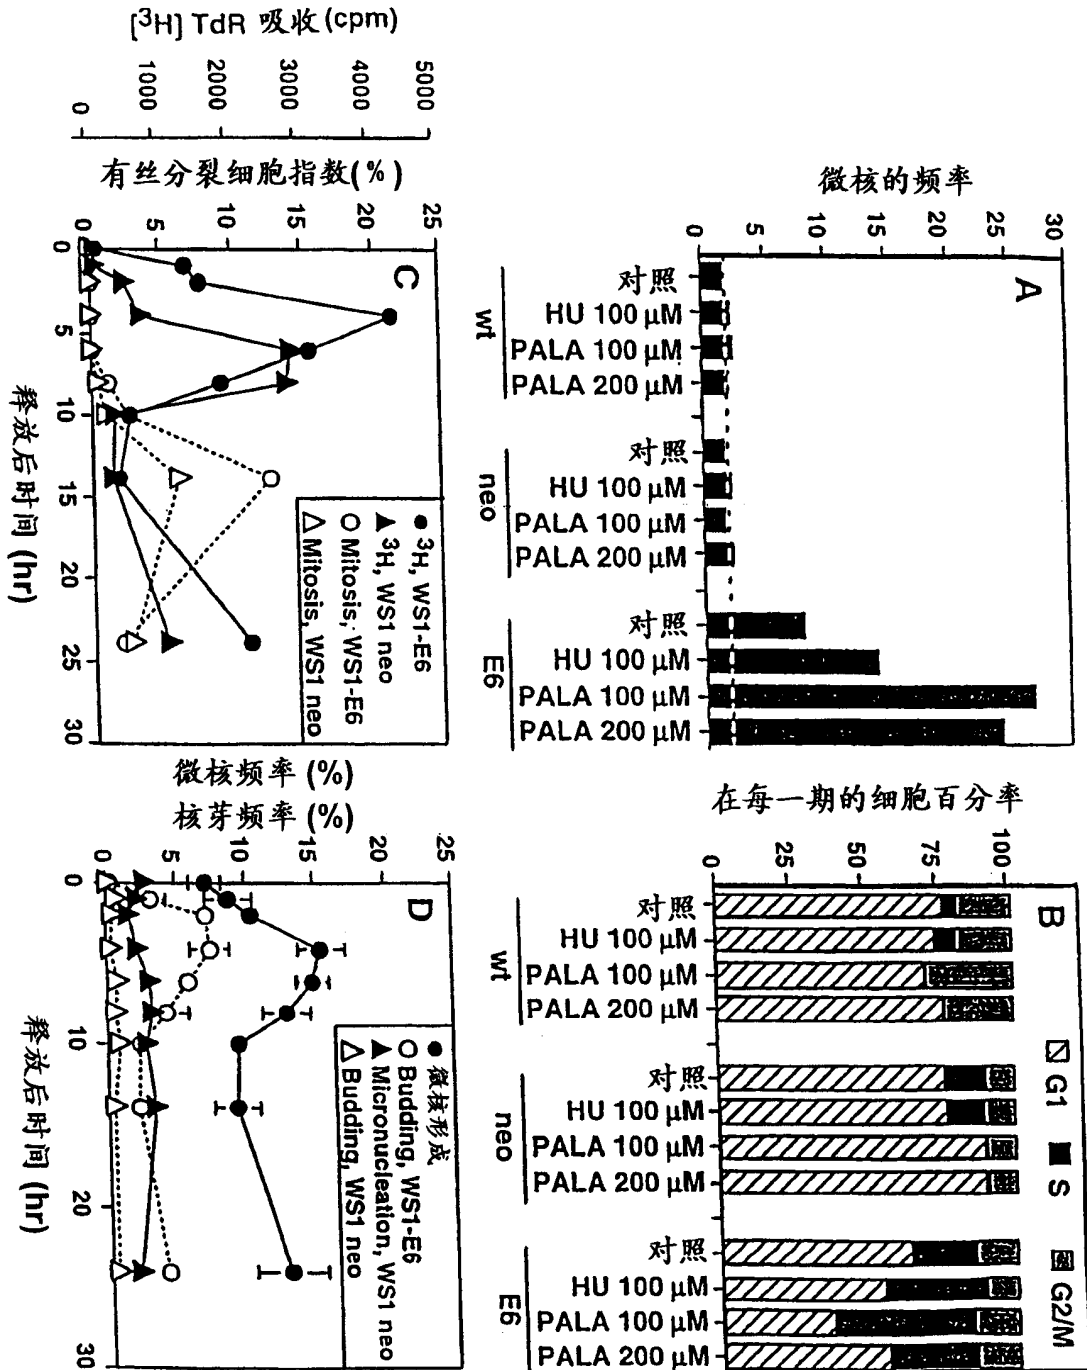 A
微核的频率
0
5
10
15
20
25
30
对照
HU 100 μM
PALA 100 μM
PALA 200 μM
wt
对照
HU 100 μM
PALA 100 μM
PALA 200 μM
neo
对照
HU 100 μM
PALA 100 μM
PALA 200 μM
E6
B
在每一期的细胞百分率
0
25
50
75
100
G1
S
G2/M
对照
HU 100 μM
PALA 100 μM
PALA 200 μM
wt
对照
HU 100 μM
PALA 100 μM
PALA 200 μM
neo
对照
HU 100 μM
PALA 100 μM
PALA 200 μM
E6
C
[3H] TdR 吸收(cpm)
0
1000
2000
3000
4000
5000
有丝分裂细胞指数(%)
0
5
10
15
20
25
³H, WS1-E6
³H, WS1 neo
Mitosis, WS1-E6
Mitosis, WS1 neo
0
5
10
15
20
25
30
释放后时间 (hr)
D
微核频率 (%)
核芽频率 (%)
0
5
10
15
20
25
微核形成
Budding, WS1-E6
Micronucleation, WS1 neo
Budding, WS1 neo
0
10
20
30
释放后时间 (hr)